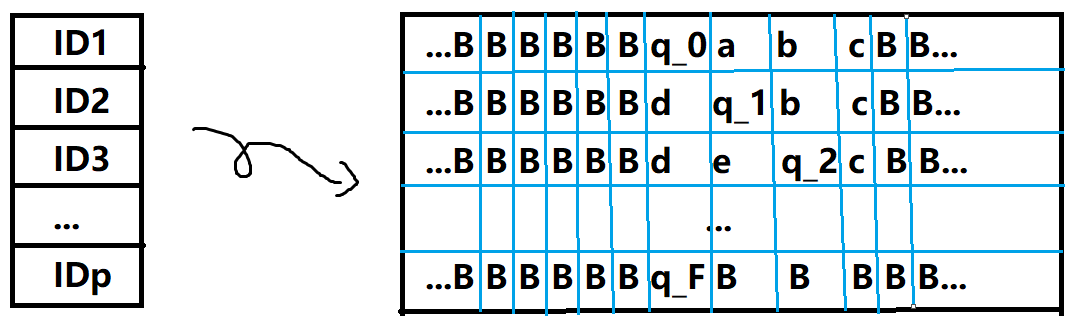 ID1
ID2
ID3
...
IDp
...B B B B B B q_0 a b c B B...
...B B B B B B d q_1 b c B B...
...B B B B B B d e q_2 c B B...
...
...B B B B B B q_F B B B B B...